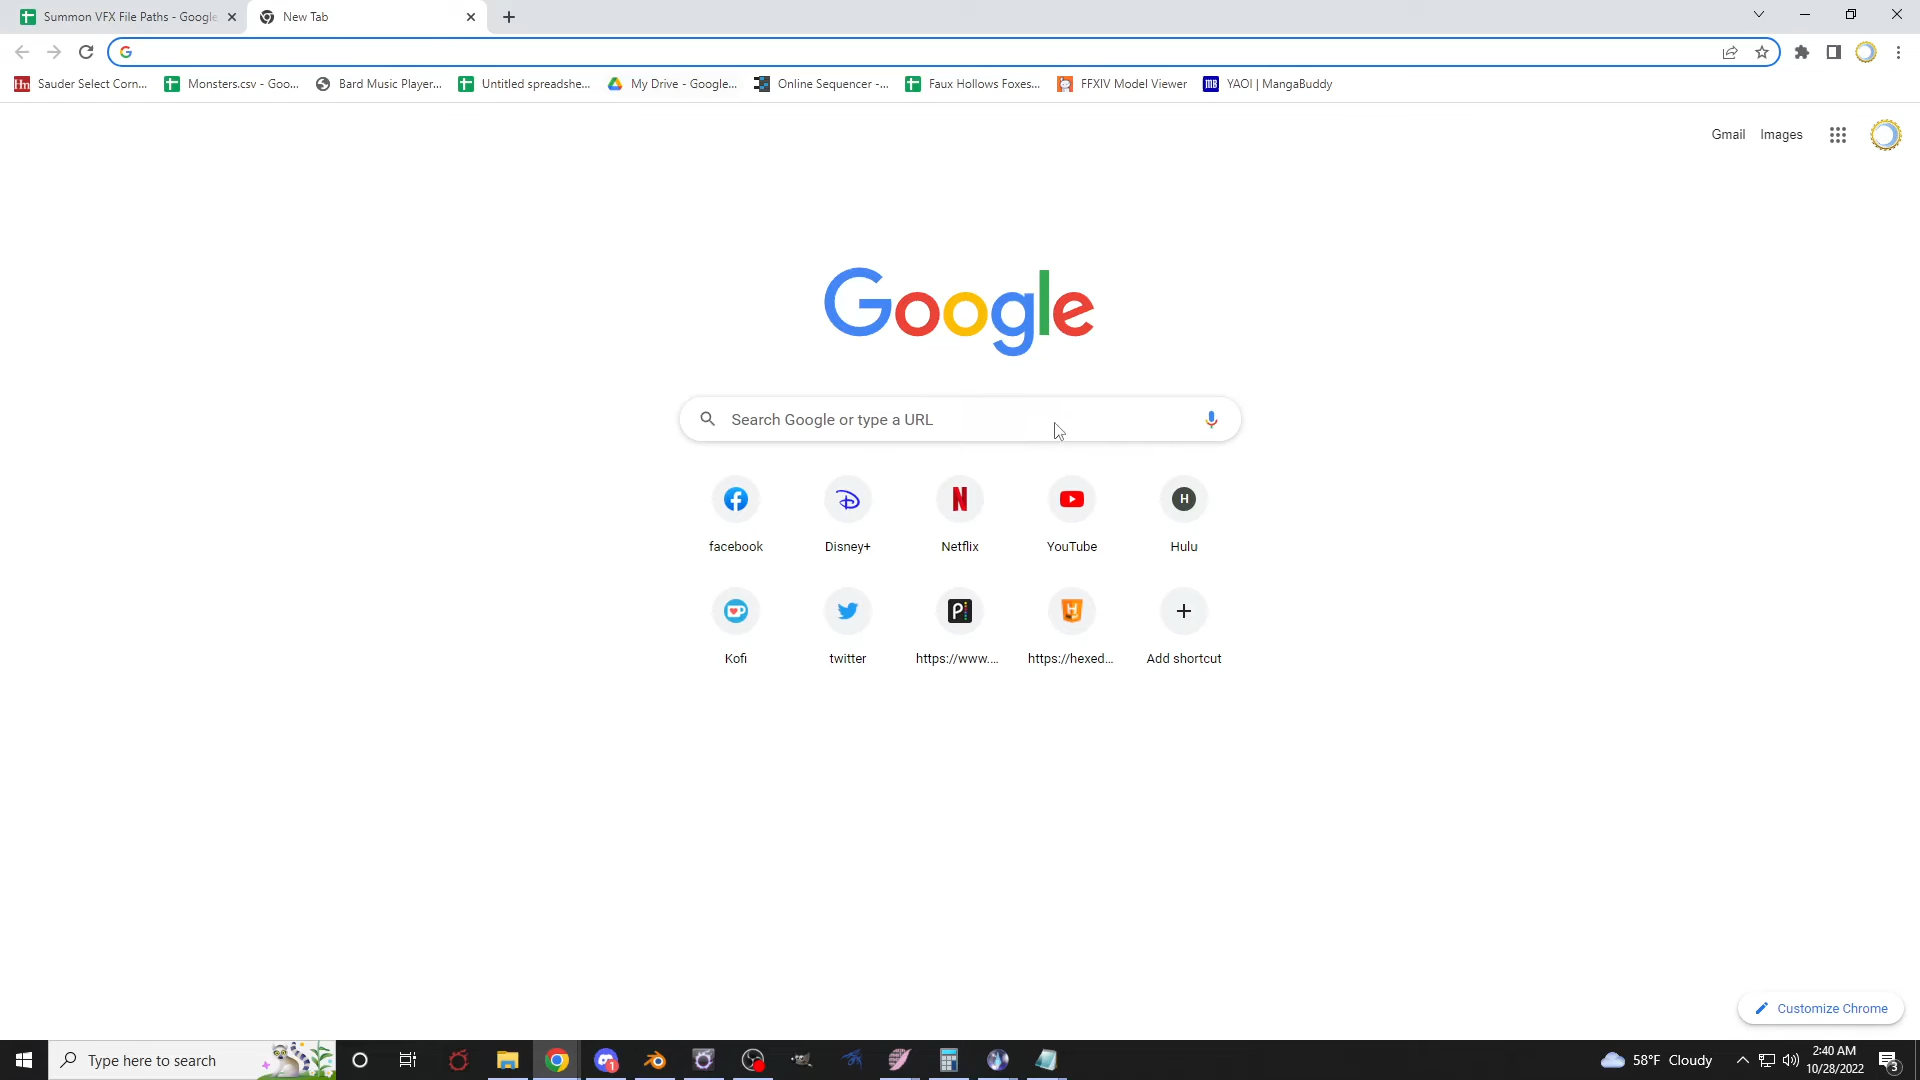 Summon VFX File Paths - Google
New Tab
Sauder Select Corn...
Monsters.csv - Goo...
Bard Music Player...
Untitled spreadshe...
My Drive - Google...
Online Sequencer -...
Faux Hollows Foxes...
FFXIV Model Viewer
MB
YAOI | MangaBuddy
Gmail
Images
Google
Search Google or type a URL
facebook
Disney+
Netflix
YouTube
H
Hulu
Kofi
twitter
https://www....
https://hexed...
Add shortcut
Customize Chrome
Type here to search
1
58°F Cloudy
2:40 AM
10/28/2022
3